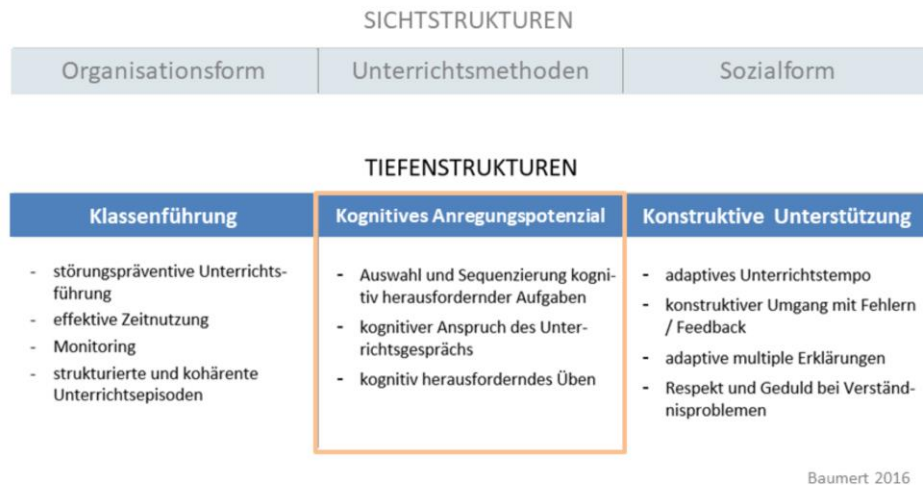 SICHTSTRUKTUREN
Organisationsform
Unterrichtsmethoden
Sozialform
TIEFENSTRUKTUREN
Klassenführung
- störungspräventive Unterrichts-
führung
- effektive Zeitnutzung
- Monitoring
- strukturierte und kohärente
Unterrichtsepisoden
Kognitives Anregungspotenzial
- Auswahl und Sequenzierung kogni-
tiv herausfordernder Aufgaben
- kognitiver Anspruch des Unter-
richtsgesprächs
- kognitiv herausforderndes Üben
Konstruktive Unterstützung
- adaptives Unterrichtstempo
- konstruktiver Umgang mit Fehlern
/ Feedback
- adaptive multiple Erklärungen
- Respekt und Geduld bei Verständ-
nisproblemen
Baumert 2016